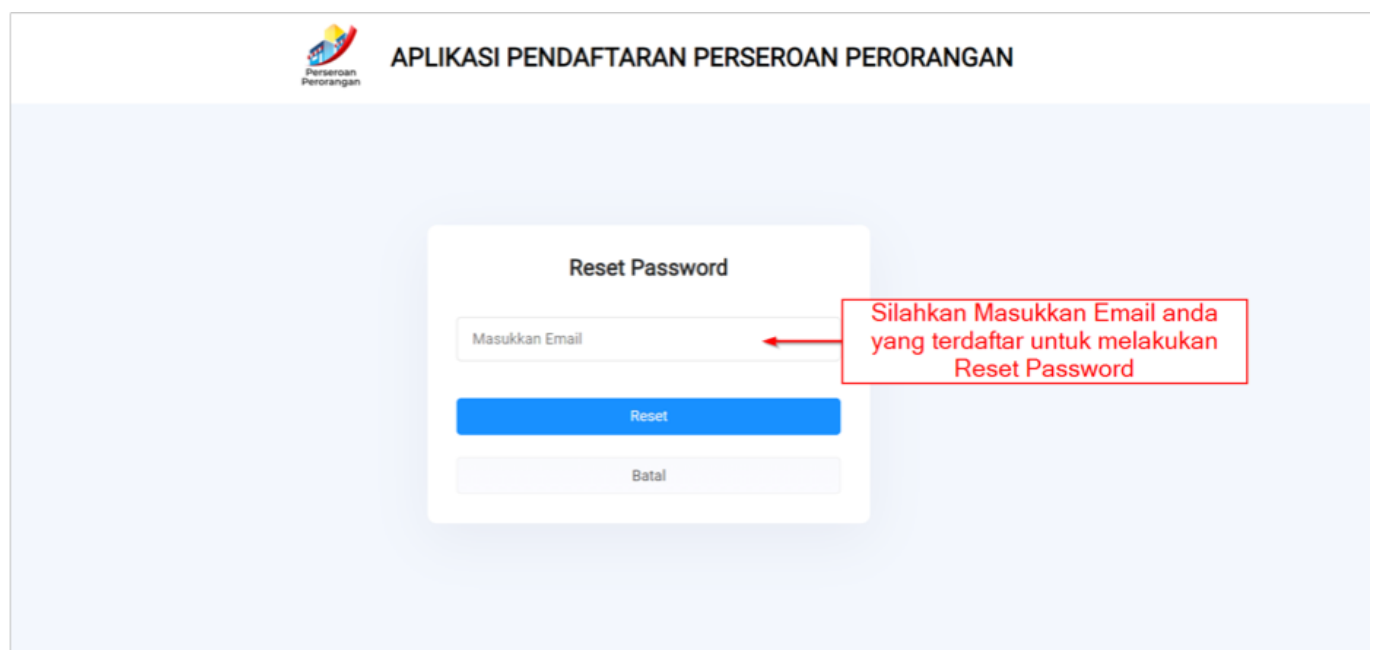 Perseroan
Perorangan
APLIKASI PENDAFTARAN PERSEROAN PERORANGAN
Reset Password
Masukkan Email
Silahkan Masukkan Email anda
yang terdaftar untuk melakukan
Reset Password
Reset
Batal